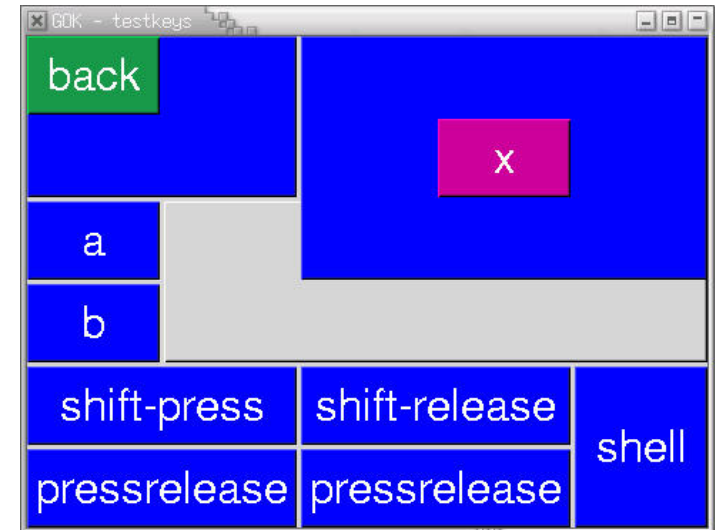 GOK - testkeys
back
x
a
b
shift-press shift-release
shell
pressrelease pressrelease